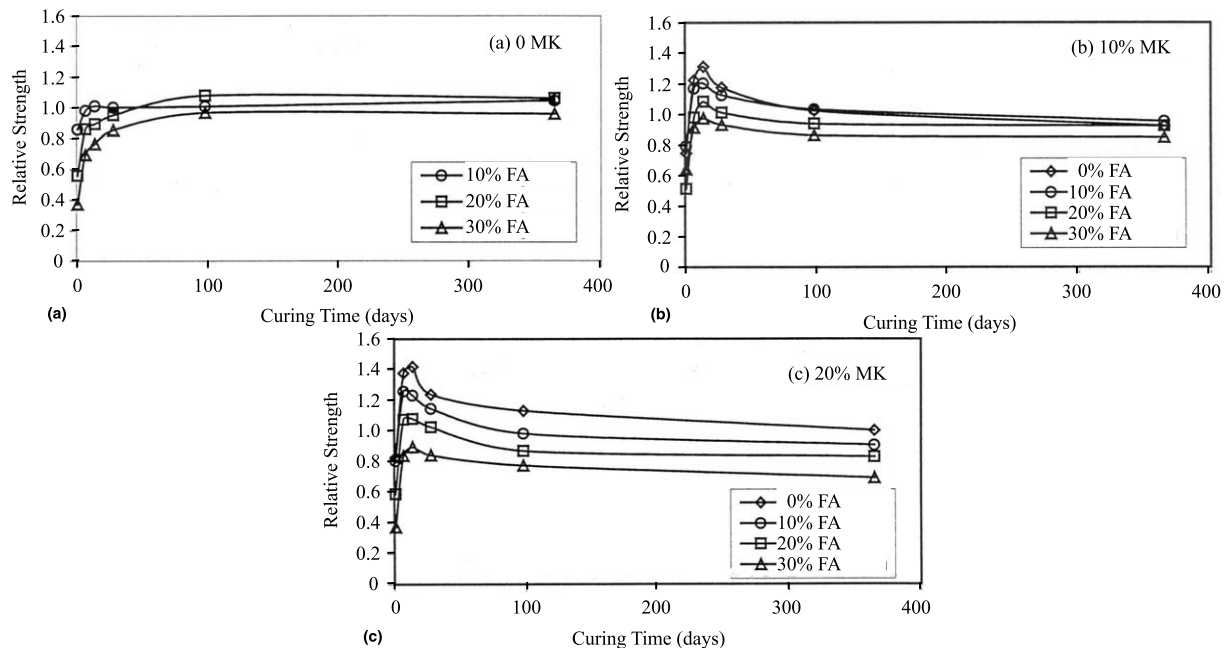 1.6
1.4
1.2
1.0
0.8
0.6
0.4
0.2
0
Relative Strength
(a) 0 MK
10% FA
20% FA
30% FA
0 100 200 300 400
(a)
Curing Time (days)
1.6
1.4
1.2
1.0
0.8
0.6
0.4
0.2
0
Relative Strength
(b) 10% MK
0% FA
10% FA
20% FA
30% FA
0 100 200 300 400
(b)
Curing Time (days)
1.6
1.4
1.2
1.0
0.8
0.6
0.4
0.2
0
Relative Strength
(c) 20% MK
0% FA
10% FA
20% FA
30% FA
0 100 200 300 400
(c)
Curing Time (days)